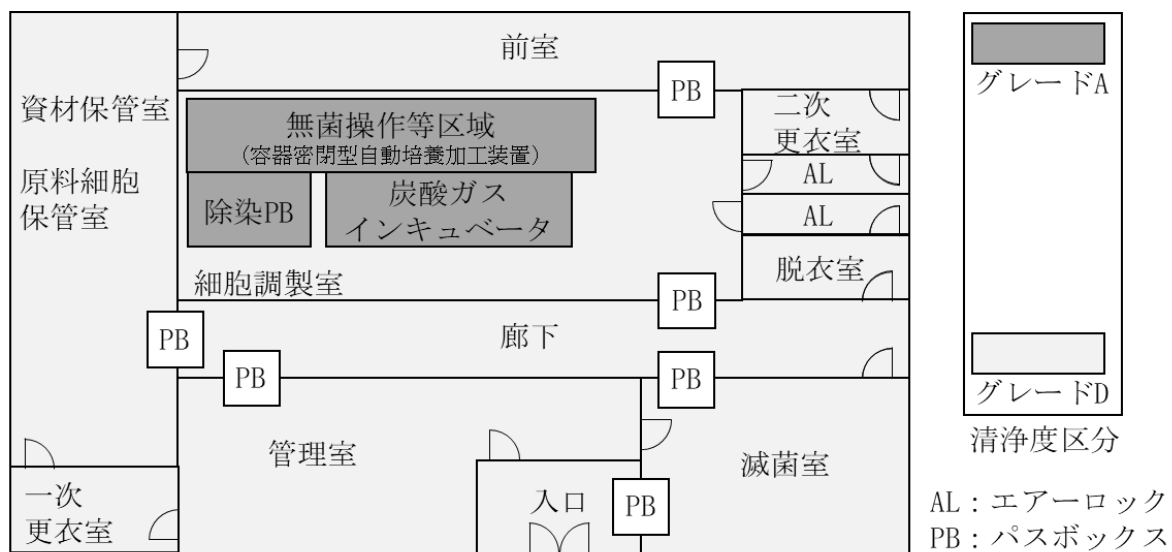 前室
PB
資材保管室
無菌操作等区域
(容器密閉型自動培養加工装置)
二次
更衣室
原料細胞
保管室
除染PB
炭酸ガス
インキュベータ
AL
AL
脱衣室
細胞調製室
PB
PB
廊下
PB
PB
管理室
滅菌室
一次
更衣室
入口
PB
グレードA
グレードD
清浄度区分
AL：エアーロック
PB：パスボックス